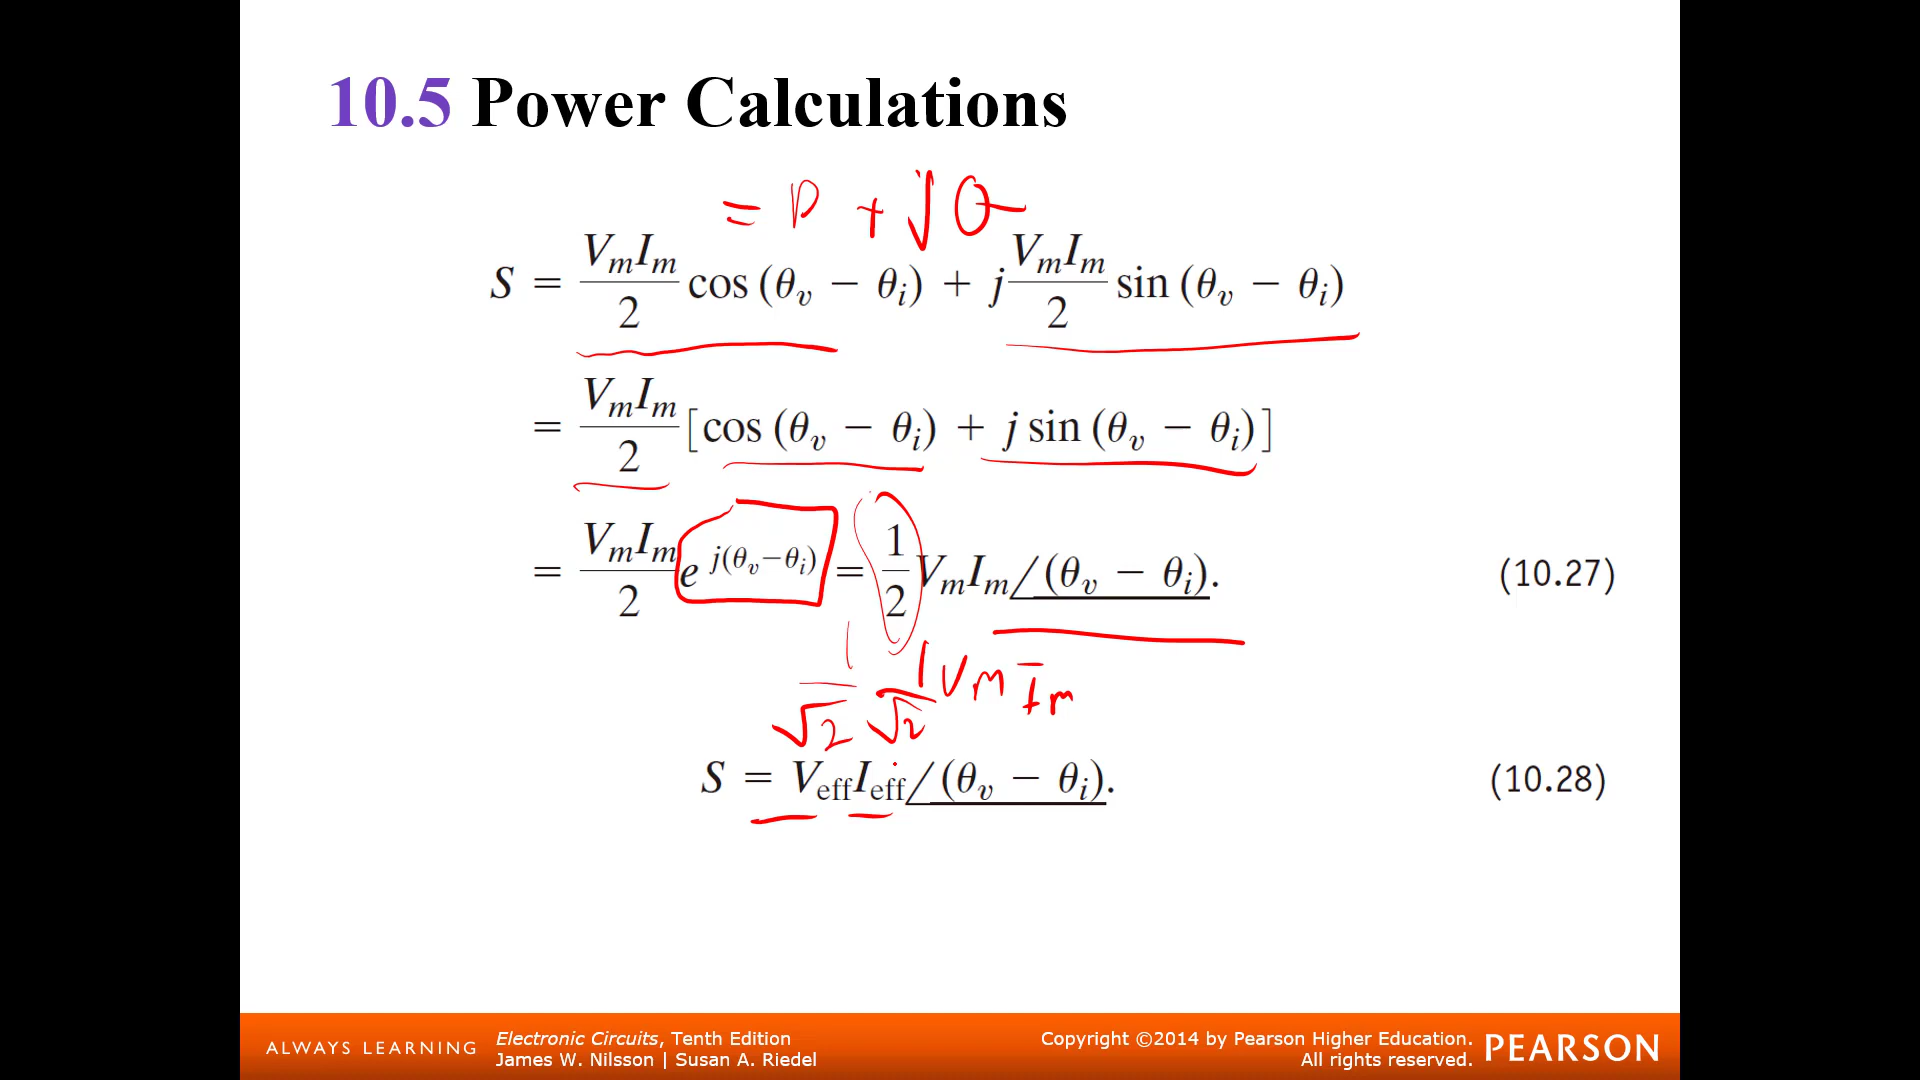 10.5 Power Calculations
= P + jQ
S = VmIm/2 cos (θv − θi) + j VmIm/2 sin (θv − θi)
= VmIm/2 [cos (θv − θi) + j sin (θv − θi)]
= VmIm/2 e^j(θv−θi) = 1/2 VmIm/(θv − θi). (10.27)
1/√2 1/√2 Vm Im
S = VeffIeff/(θv − θi). (10.28)
ALWAYS LEARNING
Electronic Circuits, Tenth Edition
James W. Nilsson | Susan A. Riedel
Copyright ©2014 by Pearson Higher Education.
All rights reserved.
PEARSON